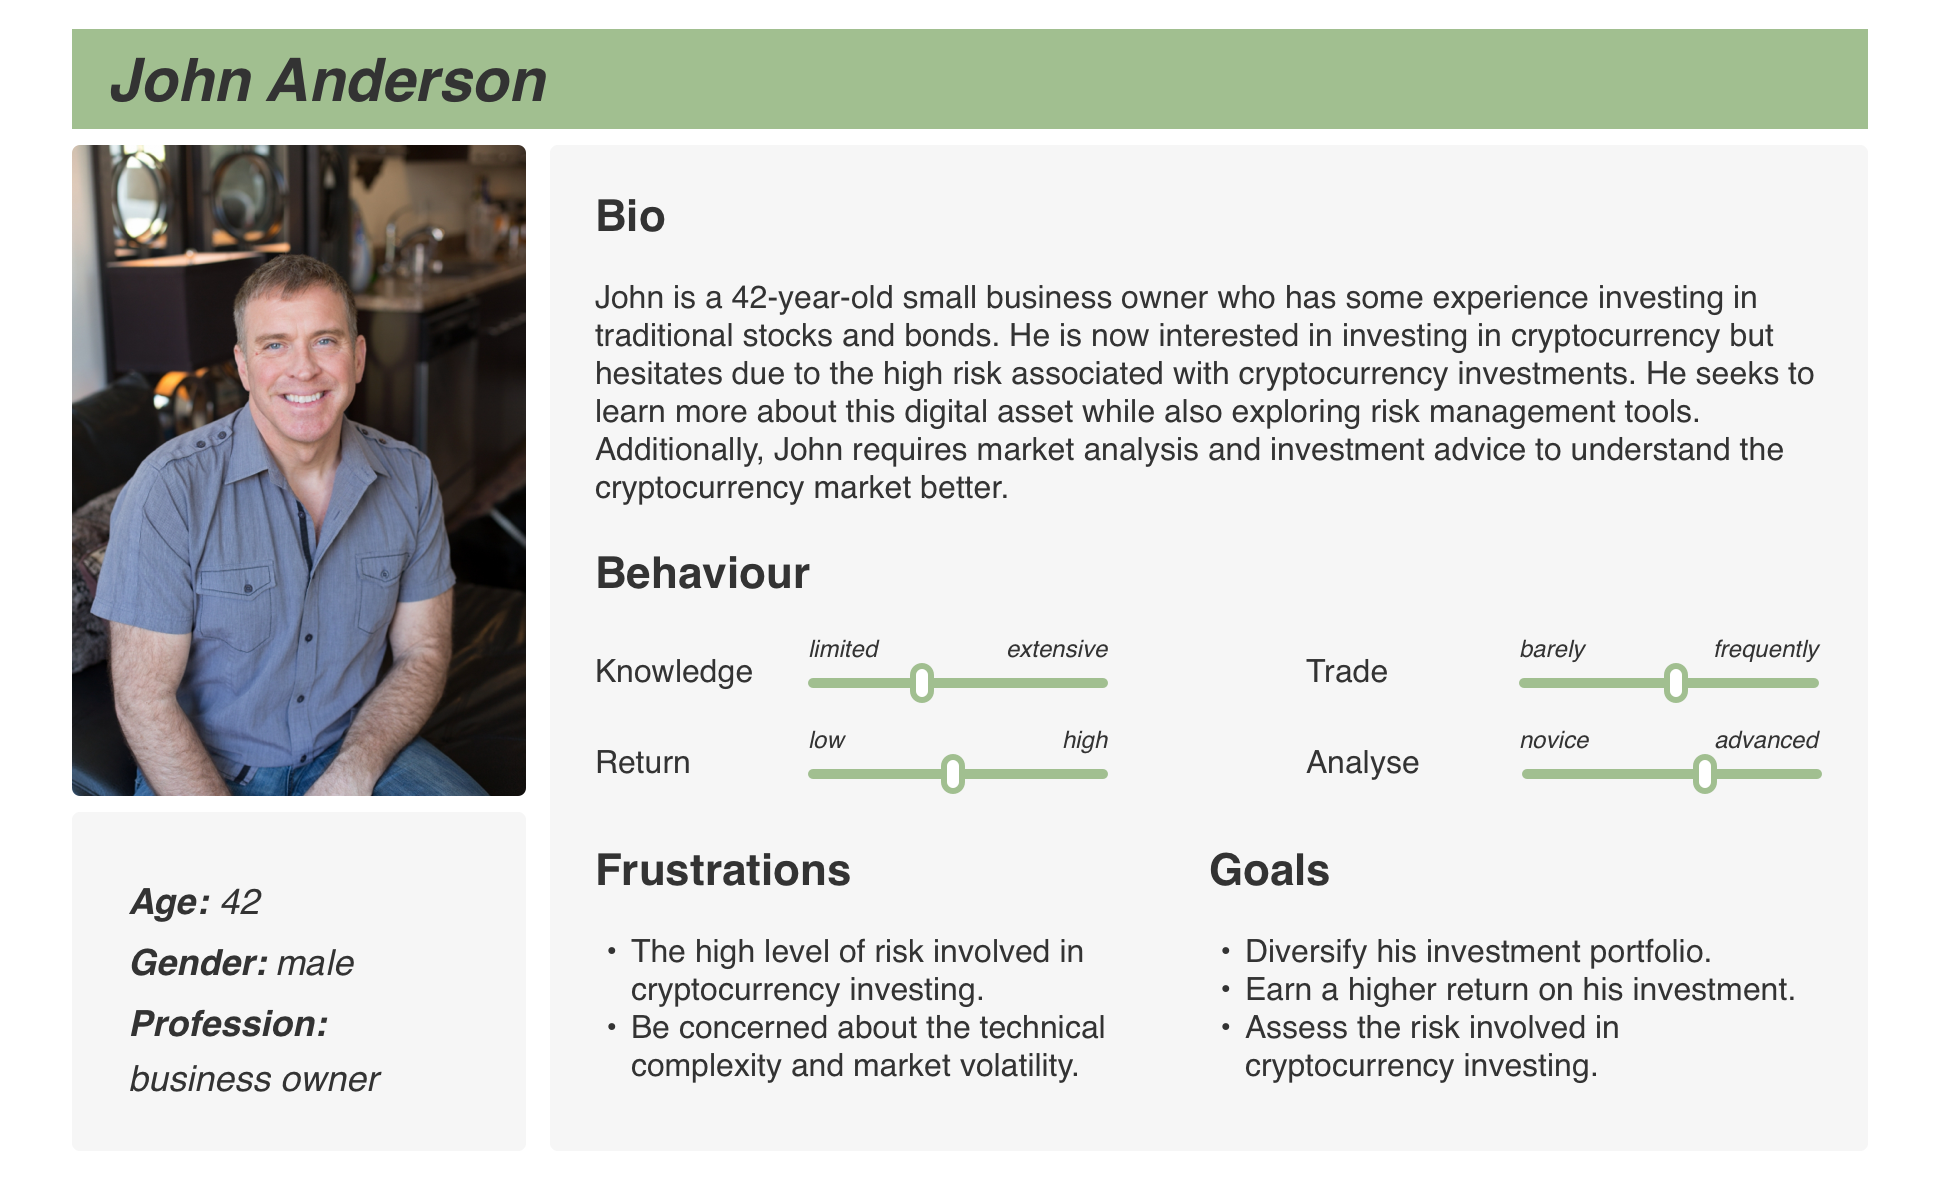 John Anderson
Bio
John is a 42-year-old small business owner who has some experience investing in
traditional stocks and bonds. He is now interested in investing in cryptocurrency but
hesitates due to the high risk associated with cryptocurrency investments. He seeks to
learn more about this digital asset while also exploring risk management tools.
Additionally, John requires market analysis and investment advice to understand the
cryptocurrency market better.
Behaviour
Knowledge
limited extensive
Trade
barely frequently
Return
low high
Analyse
novice advanced
Frustrations
• The high level of risk involved in
cryptocurrency investing.
• Be concerned about the technical
complexity and market volatility.
Goals
• Diversify his investment portfolio.
• Earn a higher return on his investment.
• Assess the risk involved in
cryptocurrency investing.
Age: 42
Gender: male
Profession:
business owner